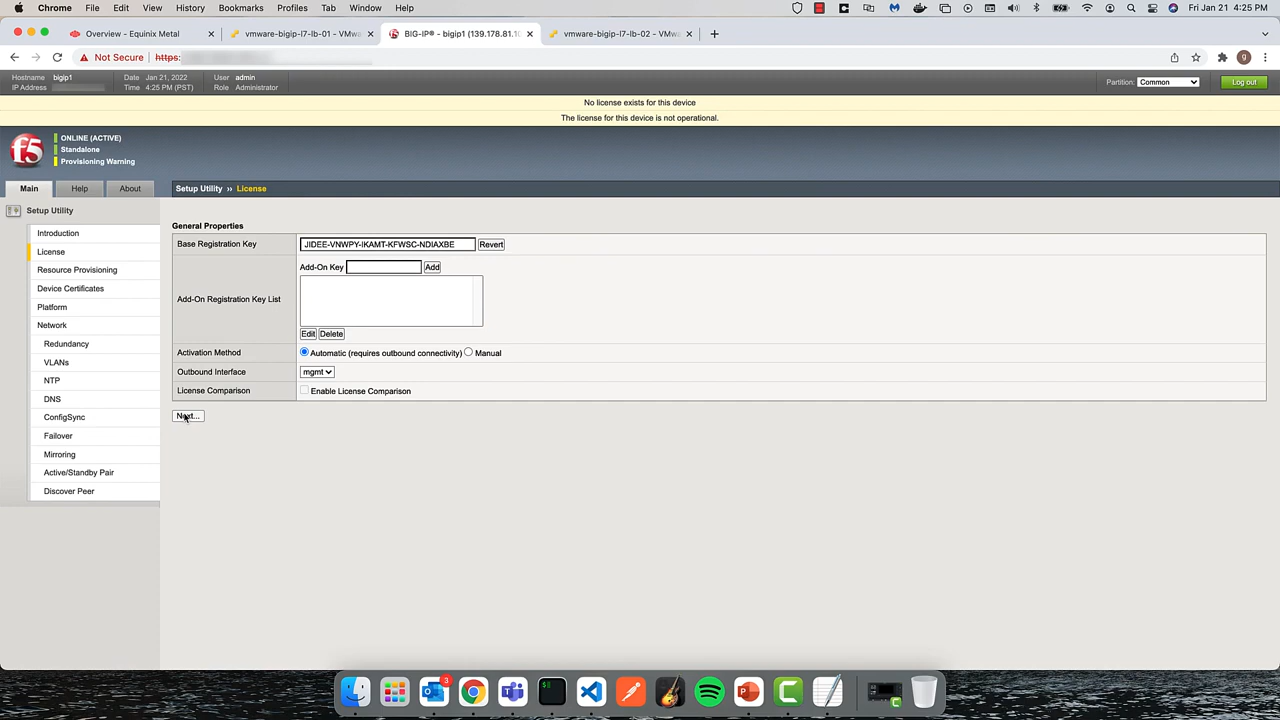 Chrome File Edit View History Bookmarks Profiles Tab Window Help Fri Jan 21 4:25 PM
Overview - Equinix Metal vmware-bigip-l7-lb-01 - VMw BIG-IP® - bigip1 (139.178.81.10 vmware-bigip-l7-lb-02 - VMwa
Not Secure https: g
Hostname bigip1 Date Jan 21, 2022 User admin
IP Address Time 4:25 PM (PST) Role Administrator
Partition: Common Log out
No license exists for this device
The license for this device is not operational.
f5
ONLINE (ACTIVE)
Standalone
Provisioning Warning
Main Help About
Setup Utility ›› License
Setup Utility
Introduction
License
Resource Provisioning
Device Certificates
Platform
Network
Redundancy
VLANs
NTP
DNS
ConfigSync
Failover
Mirroring
Active/Standby Pair
Discover Peer
General Properties
Base Registration Key JIDEE-VNWPY-IKAMT-KFWSC-NDIAXBE Revert
Add-On Key Add
Add-On Registration Key List
Edit Delete
Activation Method Automatic (requires outbound connectivity) Manual
Outbound Interface mgmt
License Comparison Enable License Comparison
Next...
3